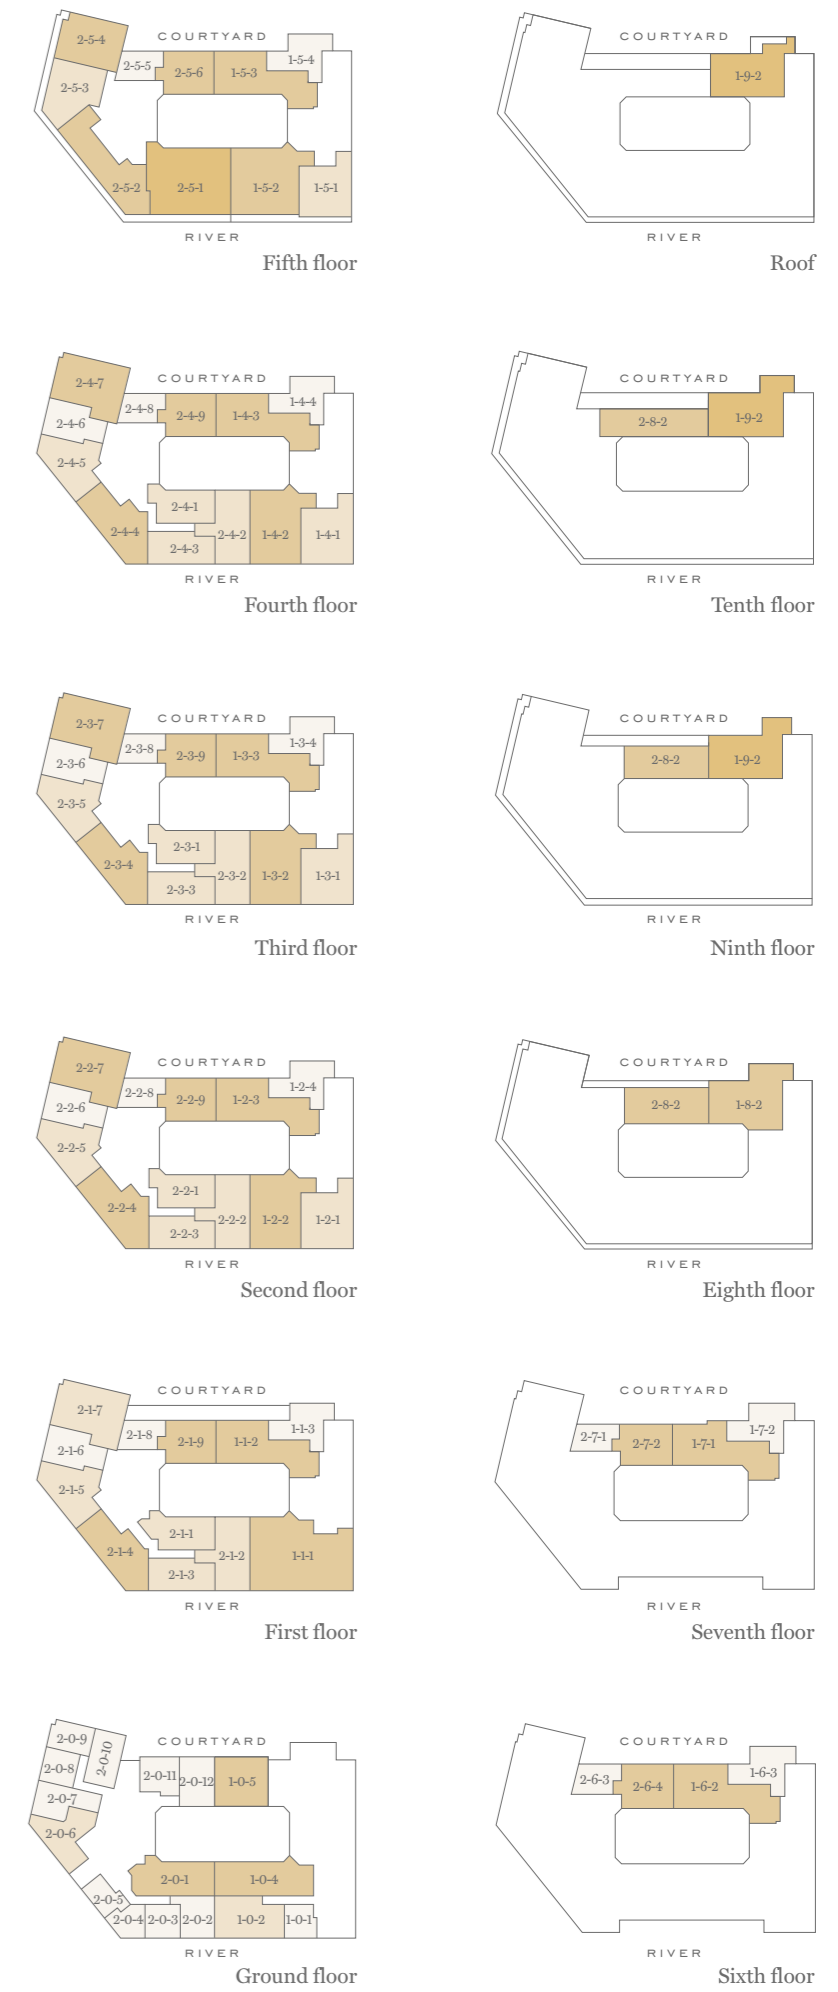 COURTYARD
2-5-4
2-5-5
2-5-6
1-5-3
1-5-4
2-5-3
2-5-2
2-5-1
1-5-2
1-5-1
RIVER
Fifth floor
COURTYARD
1-9-2
RIVER
Roof
COURTYARD
2-4-7
2-4-8
2-4-9
1-4-3
1-4-4
2-4-6
2-4-5
2-4-1
2-4-4
2-4-3
2-4-2
1-4-2
1-4-1
RIVER
Fourth floor
COURTYARD
2-8-2
1-9-2
RIVER
Tenth floor
COURTYARD
2-3-7
2-3-8
2-3-9
1-3-3
1-3-4
2-3-6
2-3-5
2-3-1
2-3-4
2-3-3
2-3-2
1-3-2
1-3-1
RIVER
Third floor
COURTYARD
2-8-2
1-9-2
RIVER
Ninth floor
COURTYARD
2-2-7
2-2-8
2-2-9
1-2-3
1-2-4
2-2-6
2-2-5
2-2-1
2-2-4
2-2-3
2-2-2
1-2-2
1-2-1
RIVER
Second floor
COURTYARD
2-8-2
1-8-2
RIVER
Eighth floor
COURTYARD
2-1-7
2-1-8
2-1-9
1-1-2
1-1-3
2-1-6
2-1-5
2-1-1
2-1-4
2-1-3
2-1-2
1-1-1
RIVER
First floor
COURTYARD
2-7-1
2-7-2
1-7-1
1-7-2
RIVER
Seventh floor
COURTYARD
2-0-9
2-0-10
2-0-8
2-0-11
2-0-12
1-0-5
2-0-7
2-0-6
2-0-1
1-0-4
2-0-5
2-0-4
2-0-3
2-0-2
1-0-2
1-0-1
RIVER
Ground floor
COURTYARD
2-6-3
2-6-4
1-6-2
1-6-3
RIVER
Sixth floor